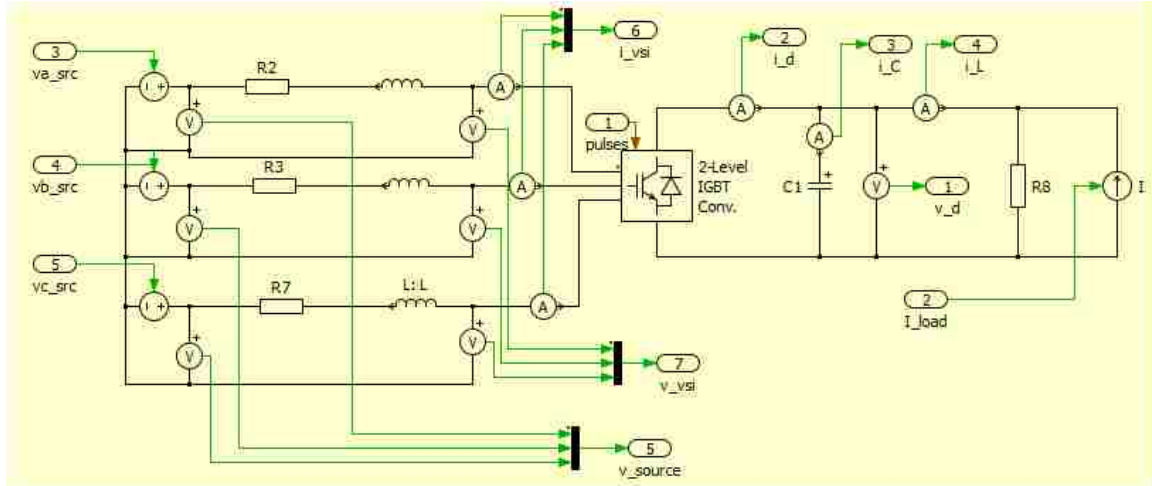 3
va_src
4
vb_src
5
vc_src
R2
R3
R7
L: L
V
V
V
V
V
V
A
A
A
6
i_vsi
1
pulses
2-Level
IGBT
Conv.
A
2
i_d
A
3
i_C
A
4
i_L
C1
V
1
v_d
R8
I
2
I_load
7
v_vsi
5
v_source